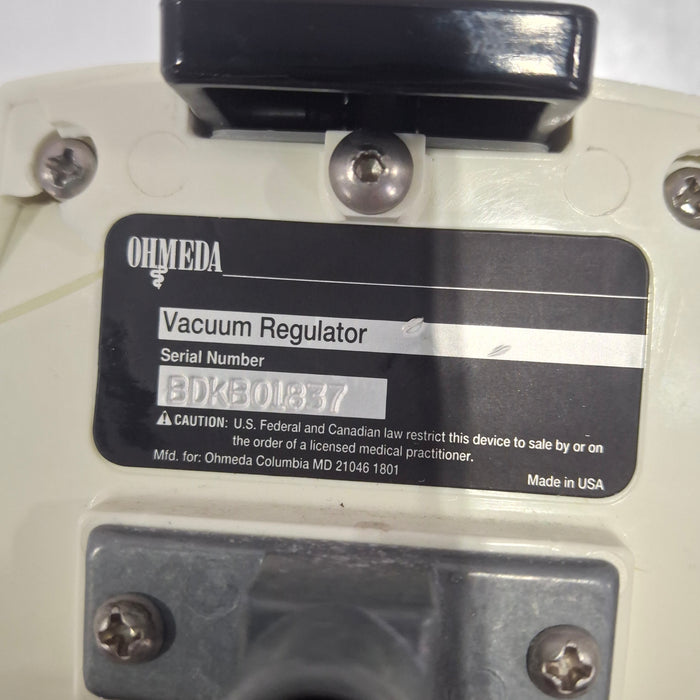 OHMEDA
Vacuum Regulator
Serial Number
BDKB01837
CAUTION: U.S. Federal and Canadian law restrict this device to sale by or on
the order of a licensed medical practitioner.
Mfd. for: Ohmeda Columbia MD 21046 1801
Made in USA